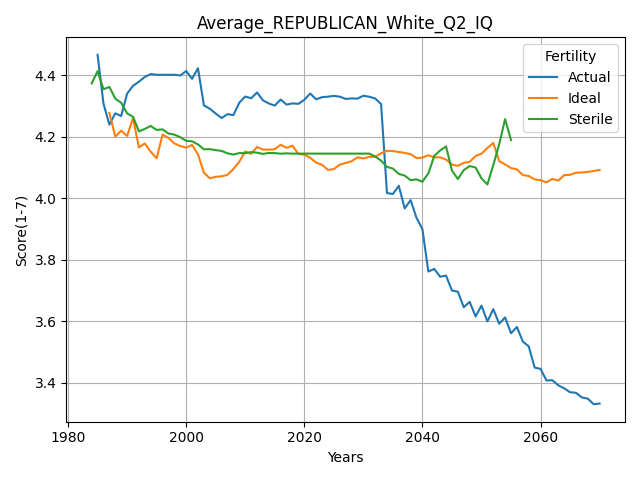 Average_REPUBLICAN_White_Q2_IQ
Fertility
Actual
Ideal
Sterile
Score(1-7)
4.4
4.2
4.0
3.8
3.6
3.4
1980 2000 2020 2040 2060
Years